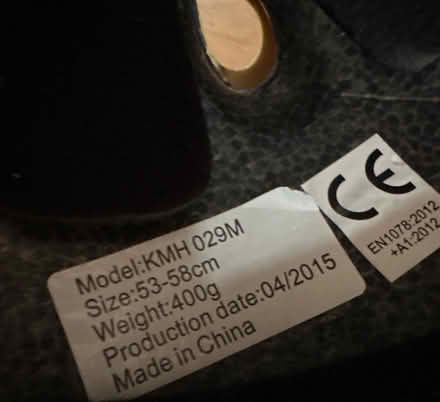 Model:KMH 029M
Size:53-58cm
Weight:400g
Production date:04/2015
Made in China
CE
EN1078:2012
+A1:2012